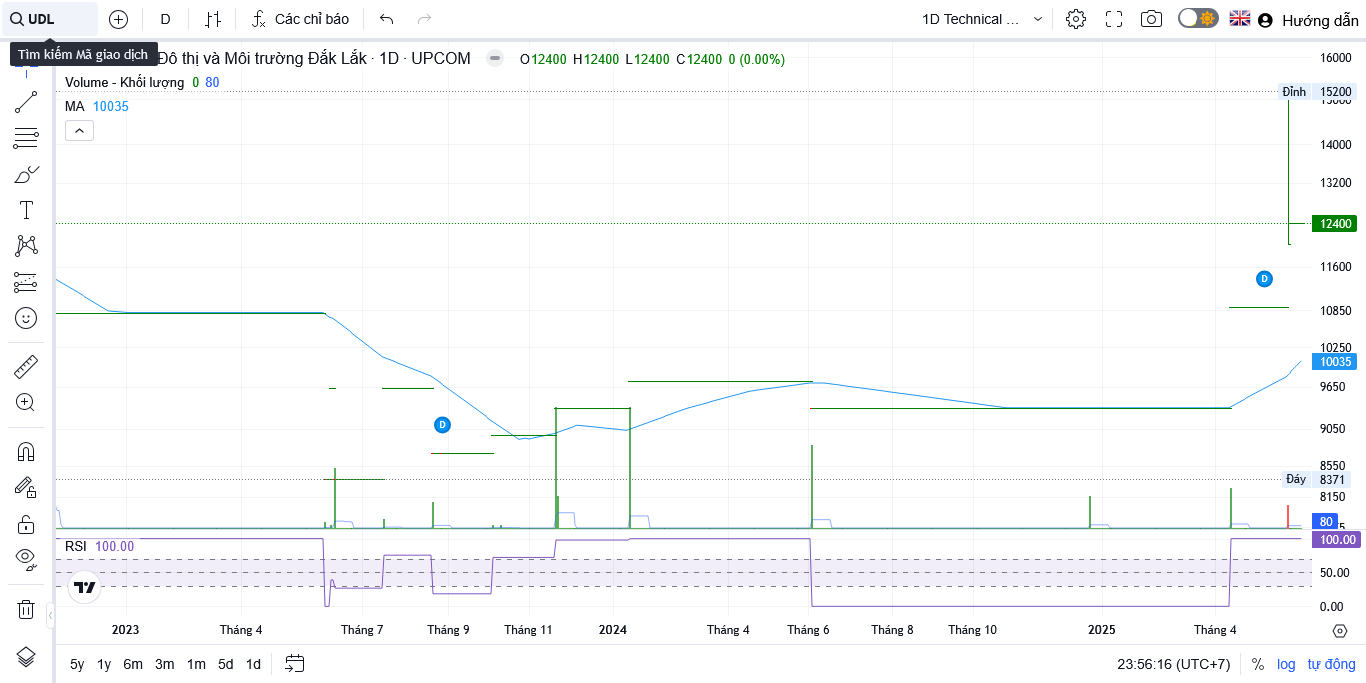 UDL
D
Các chỉ báo
1D Technical ...
Hướng dẫn
Tìm kiếm Mã giao dịch
Đô thị và Môi trường Đắk Lắk · 1D · UPCOM
O12400 H12400 L12400 C12400 0 (0.00%)
Volume - Khối lượng 0 80
MA 10035
16000
Đỉnh 15200
15000
14000
13200
12400
11600
D
10850
10250
10035
9650
D
9050
8550
Đáy 8371
8150
80
RSI 100.00
100.00
50.00
0.00
2023 Tháng 4 Tháng 7 Tháng 9 Tháng 11 2024 Tháng 4 Tháng 6 Tháng 8 Tháng 10 2025 Tháng 4
5y 1y 6m 3m 1m 5d 1d
23:56:16 (UTC+7) % log tự động